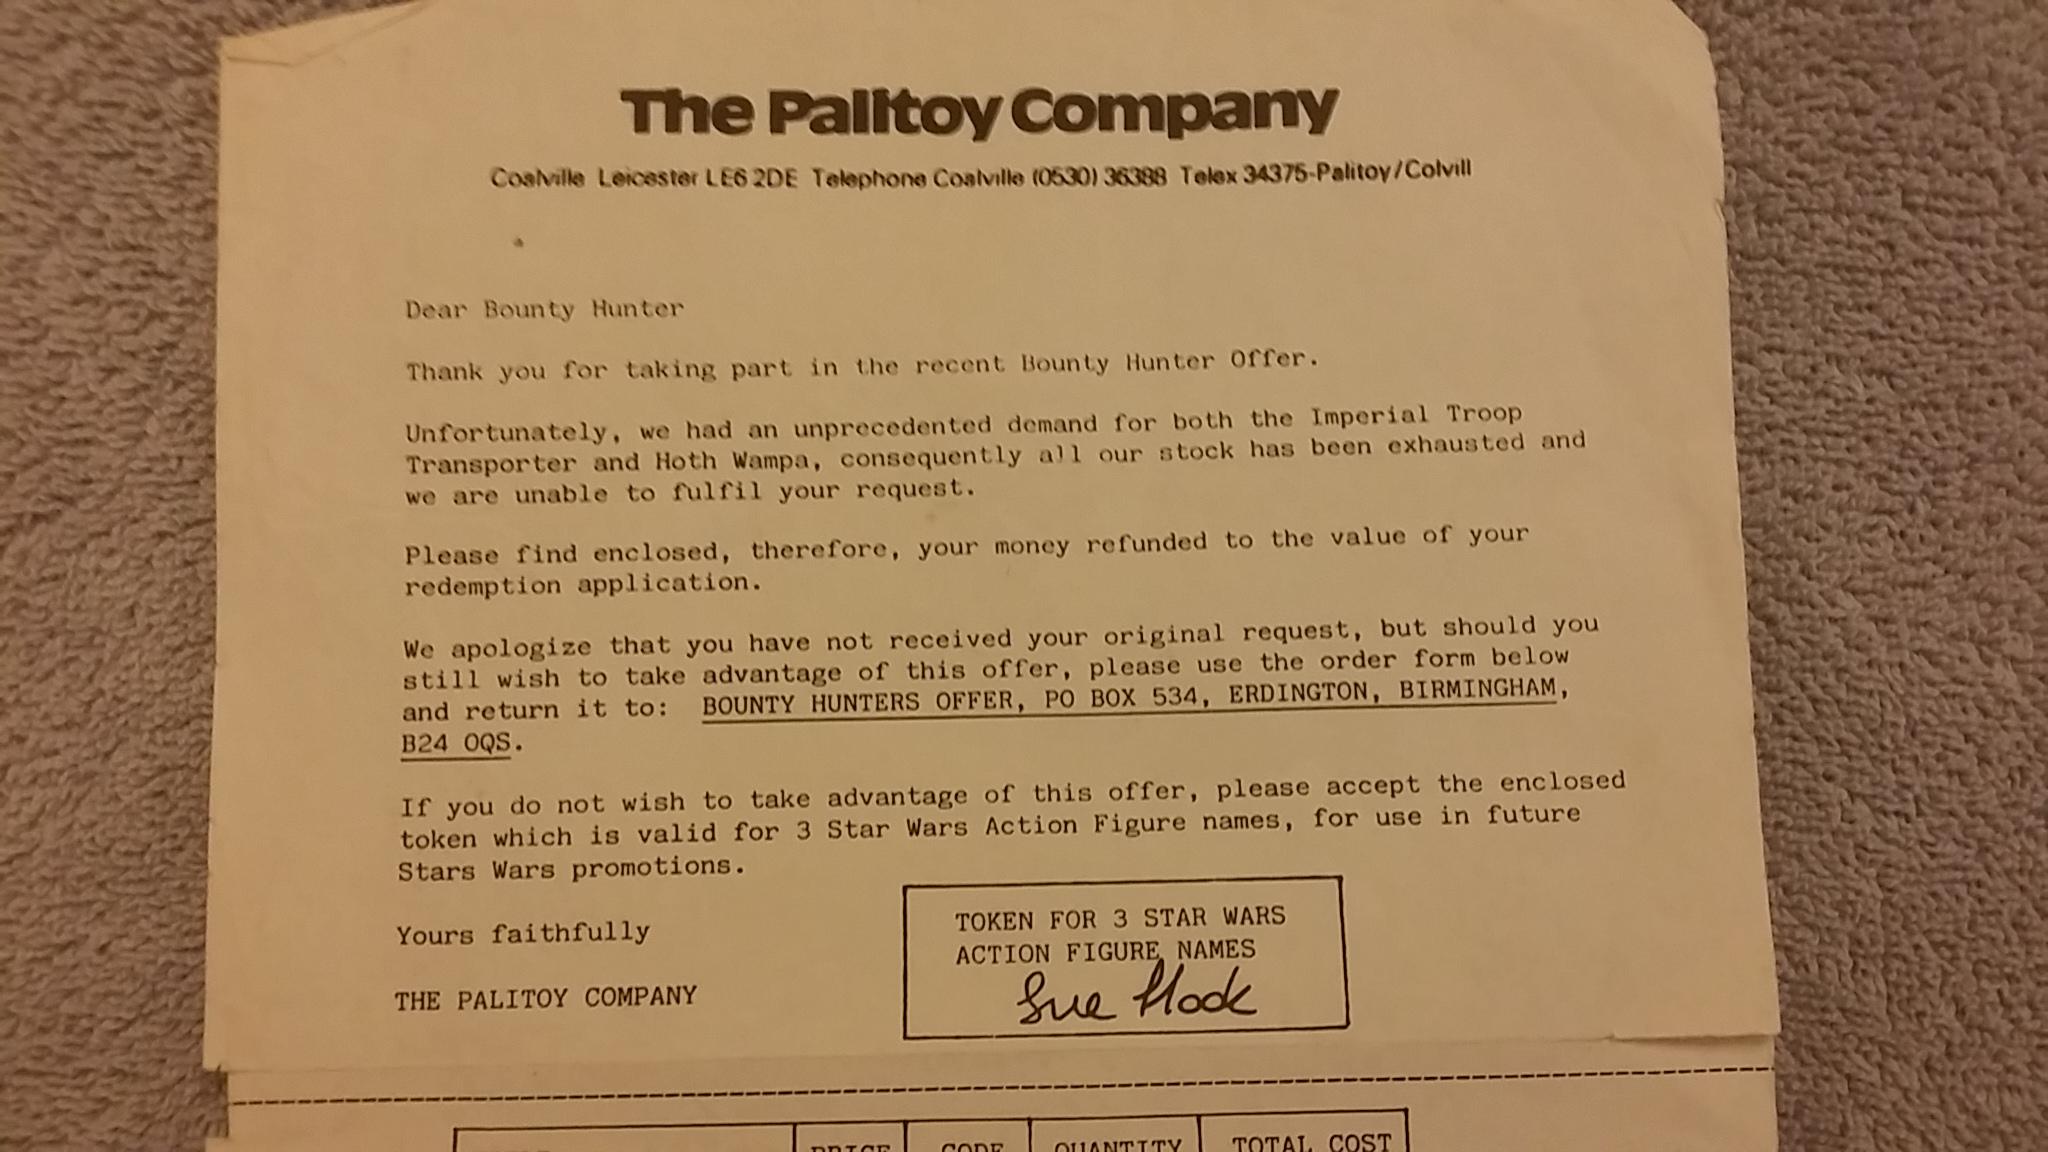 The Palitoy Company
Coalville Leicester LE6 2DE Telephone Coalville (0530) 36388 Telex 34375-Palitoy/Colvill
Dear Bounty Hunter
Thank you for taking part in the recent Bounty Hunter Offer.
Unfortunately, we had an unprecedented demand for both the Imperial Troop
Transporter and Hoth Wampa, consequently all our stock has been exhausted and
we are unable to fulfil your request.
Please find enclosed, therefore, your money refunded to the value of your
redemption application.
We apologize that you have not received your original request, but should you
still wish to take advantage of this offer, please use the order form below
and return it to: BOUNTY HUNTERS OFFER, PO BOX 534, ERDINGTON, BIRMINGHAM,
B24 0QS.
If you do not wish to take advantage of this offer, please accept the enclosed
token which is valid for 3 Star Wars Action Figure names, for use in future
Stars Wars promotions.
Yours faithfully
THE PALITOY COMPANY
TOKEN FOR 3 STAR WARS
ACTION FIGURE NAMES
Sue
PRICE CODE QUANTITY TOTAL COST